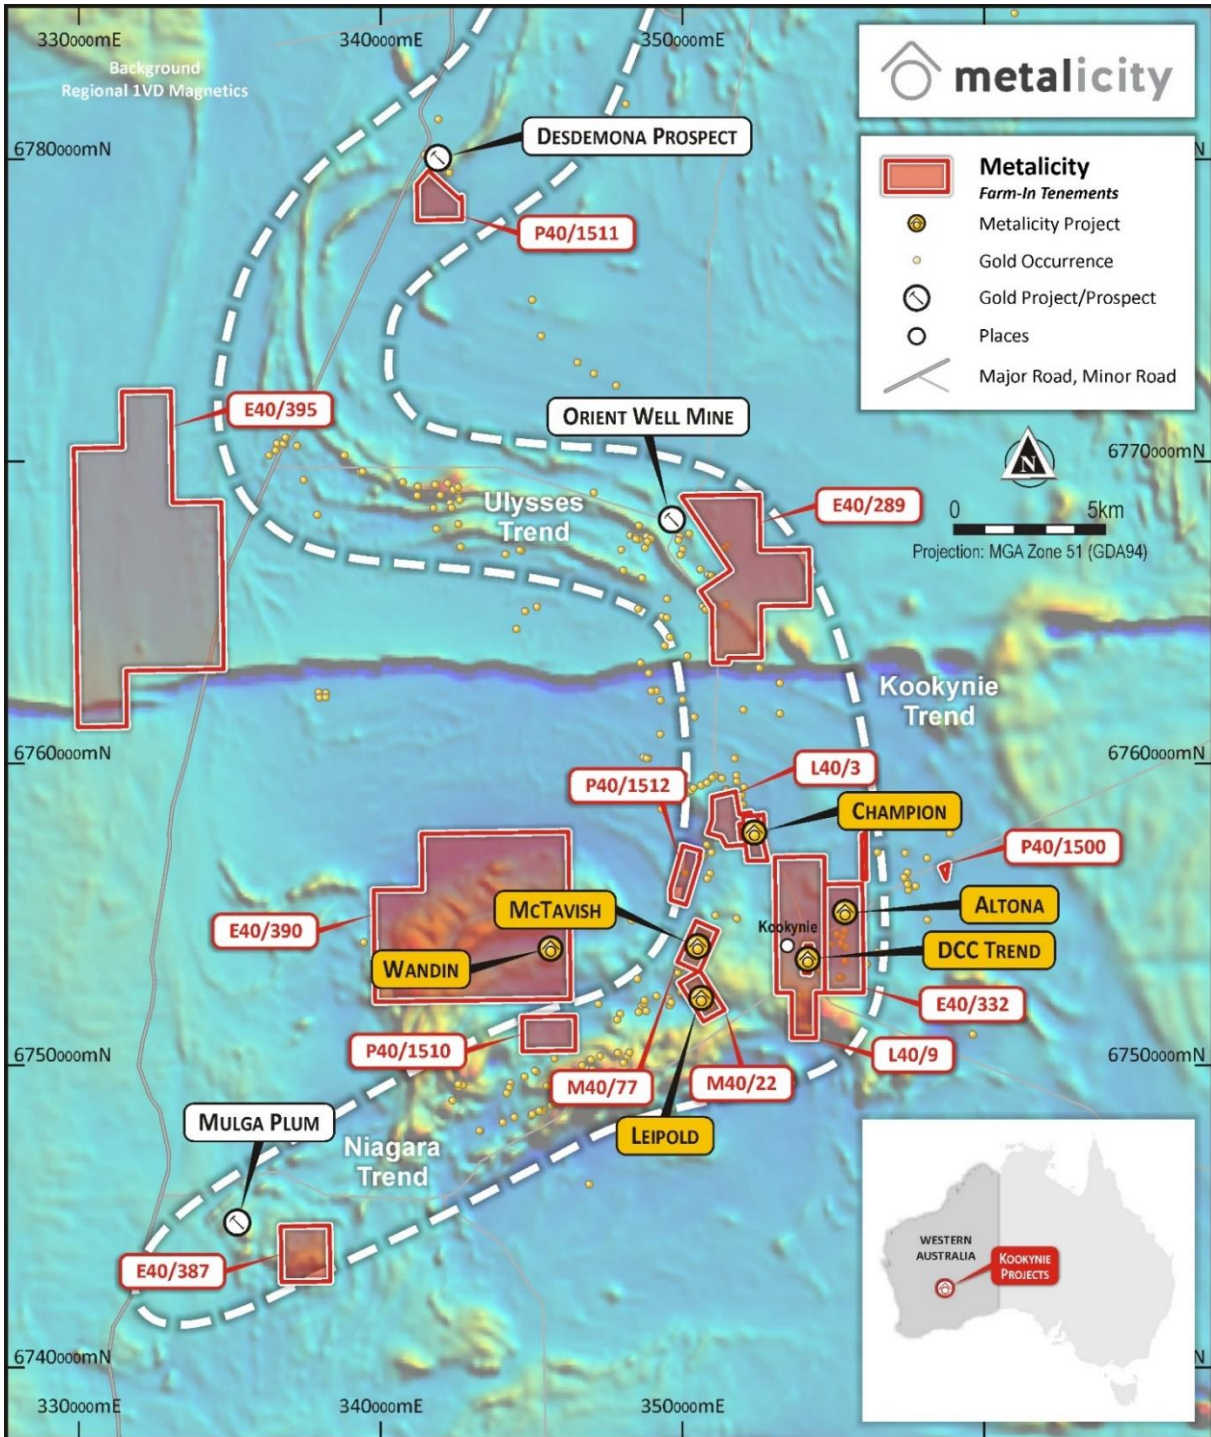 330000mE
340000mE
350000mE
Background
Regional 1VD Magnetics
metalicity
6780000mN
N
DESDEMONA PROSPECT
P40/1511
Metalicity
Farm-In Tenements
Metalicity Project
Gold Occurrence
Gold Project/Prospect
Places
Major Road, Minor Road
E40/395
ORIENT WELL MINE
6770000mN
N
0 5km
Projection: MGA Zone 51 (GDA94)
Ulysses
Trend
E40/289
Kookynie
Trend
6760000mN
6760000mN
P40/1512
L40/3
CHAMPION
P40/1500
MCTAVISH
ALTONA
E40/390
WANDIN
Kookynie
DCC TREND
E40/332
P40/1510
L40/9
6750000mN
6750000mN
M40/77
M40/22
LEIPOLD
MULGA PLUM
Niagara
Trend
E40/387
WESTERN
AUSTRALIA
KOOKYNIE
PROJECTS
6740000mN
N
330000mE
340000mE
350000mE